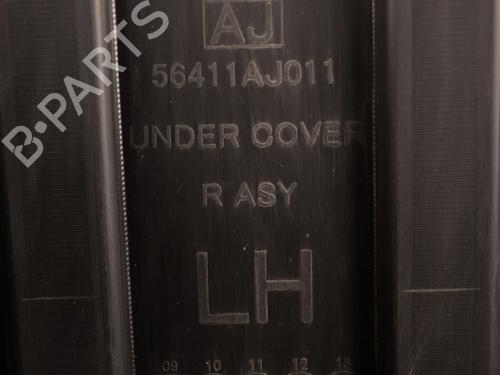 B-PARTS
AJ
56411AJ011
UNDER COVER
R ASY
LH
09 10 11 12 13